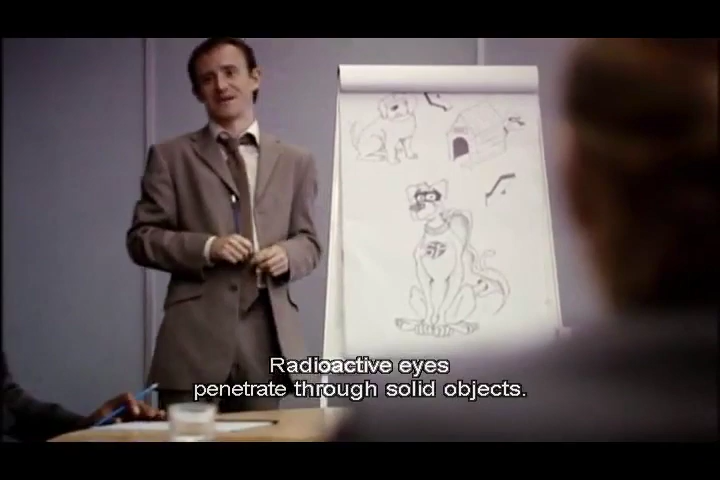 Radioactive eyes
penetrate through solid objects.